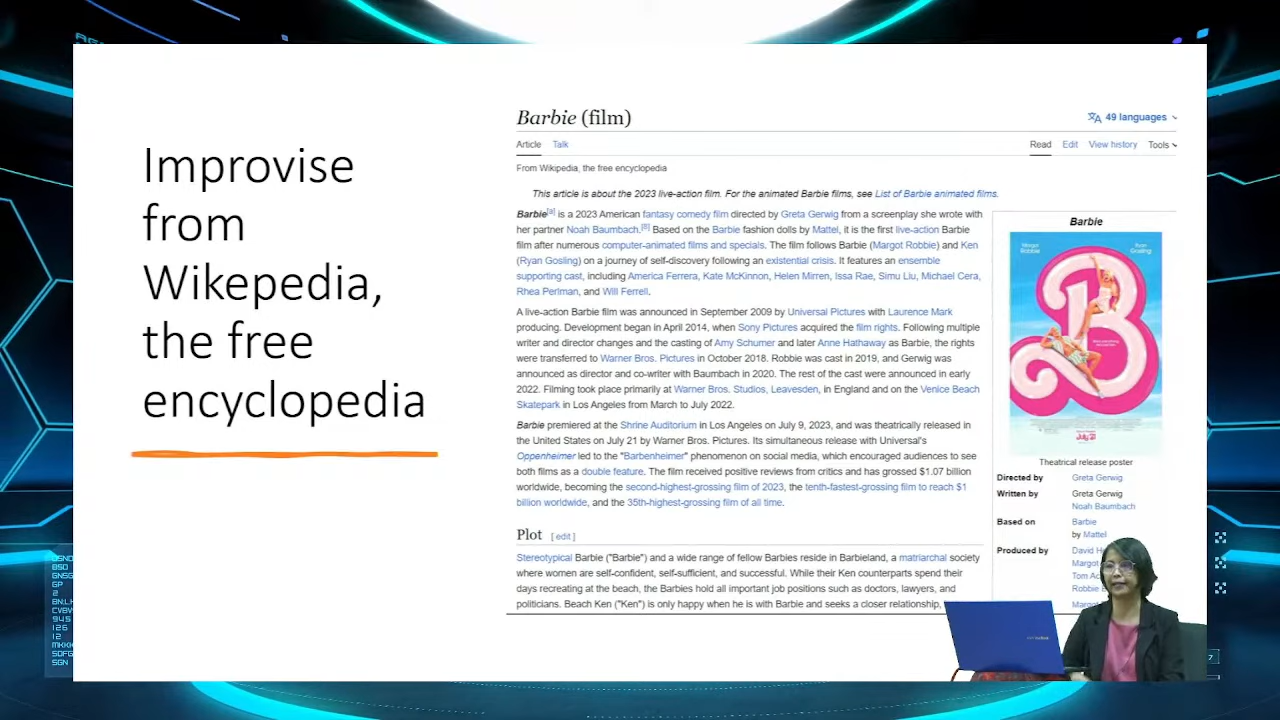 Improvise
from
Wikepedia,
the free
encyclopedia
Barbie (film)
49 languages
Article Talk
Read Edit View history Tools
From Wikipedia, the free encyclopedia
This article is about the 2023 live-action film. For the animated Barbie films, see List of Barbie animated films.
Barbie[a] is a 2023 American fantasy comedy film directed by Greta Gerwig from a screenplay she wrote with
her partner Noah Baumbach.[6] Based on the Barbie fashion dolls by Mattel, it is the first live-action Barbie
film after numerous computer-animated films and specials. The film follows Barbie (Margot Robbie) and Ken
(Ryan Gosling) on a journey of self-discovery following an existential crisis. It features an ensemble
supporting cast, including America Ferrera, Kate McKinnon, Helen Mirren, Issa Rae, Simu Liu, Michael Cera,
Rhea Perlman, and Will Ferrell.
A live-action Barbie film was announced in September 2009 by Universal Pictures with Laurence Mark
producing. Development began in April 2014, when Sony Pictures acquired the film rights. Following multiple
writer and director changes and the casting of Amy Schumer and later Anne Hathaway as Barbie, the rights
were transferred to Warner Bros. Pictures in October 2018. Robbie was cast in 2019, and Gerwig was
announced as director and co-writer with Baumbach in 2020. The rest of the cast were announced in early
2022. Filming took place primarily at Warner Bros. Studios, Leavesden, in England and on the Venice Beach
Skatepark in Los Angeles from March to July 2022.
Barbie premiered at the Shrine Auditorium in Los Angeles on July 9, 2023, and was theatrically released in
the United States on July 21 by Warner Bros. Pictures. Its simultaneous release with Universal's
Oppenheimer led to the "Barbenheimer" phenomenon on social media, which encouraged audiences to see
both films as a double feature. The film received positive reviews from critics and has grossed $1.07 billion
worldwide, becoming the second-highest-grossing film of 2023, the tenth-fastest-grossing film to reach $1
billion worldwide, and the 35th-highest-grossing film of all time.
Plot [ edit ]
Stereotypical Barbie ("Barbie") and a wide range of fellow Barbies reside in Barbieland, a matriarchal society
where women are self-confident, self-sufficient, and successful. While their Ken counterparts spend their
days recreating at the beach, the Barbies hold all important job positions such as doctors, lawyers, and
politicians. Beach Ken ("Ken") is only happy when he is with Barbie and seeks a closer relationship,
Barbie
Margot
Robbie
Ryan
Gosling
B
July 21
Theatrical release poster
Directed by Greta Gerwig
Written by Greta Gerwig
Noah Baumbach
Based on Barbie
by Mattel
Produced by David H
Margot
Tom Ac
Robbie
Margot